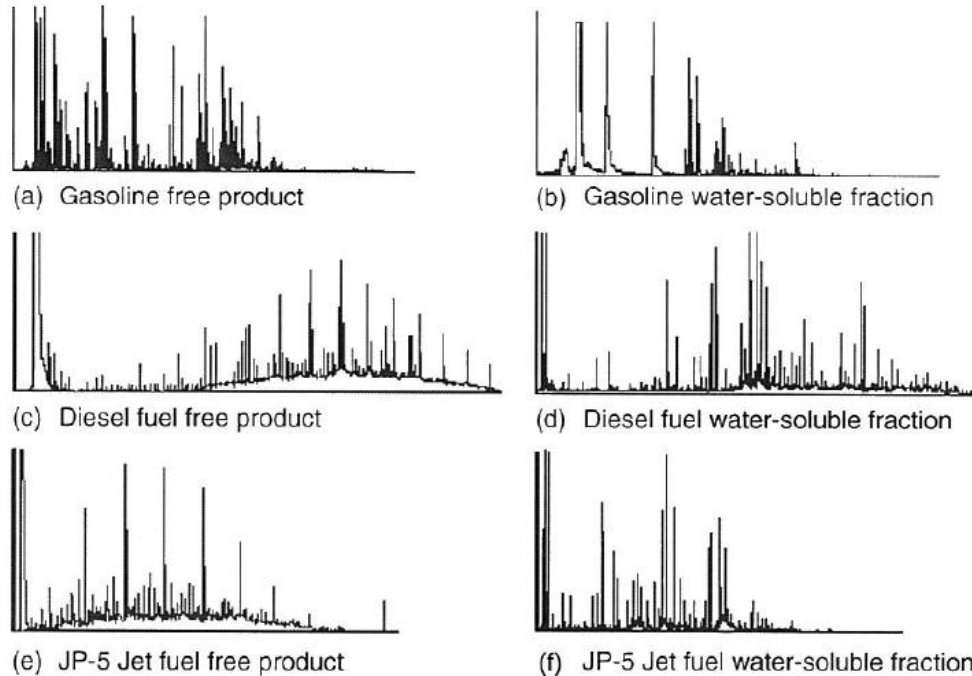 (a) Gasoline free product
(b) Gasoline water-soluble fraction
(c) Diesel fuel free product
(d) Diesel fuel water-soluble fraction
(e) JP-5 Jet fuel free product
(f) JP-5 Jet fuel water-soluble fraction